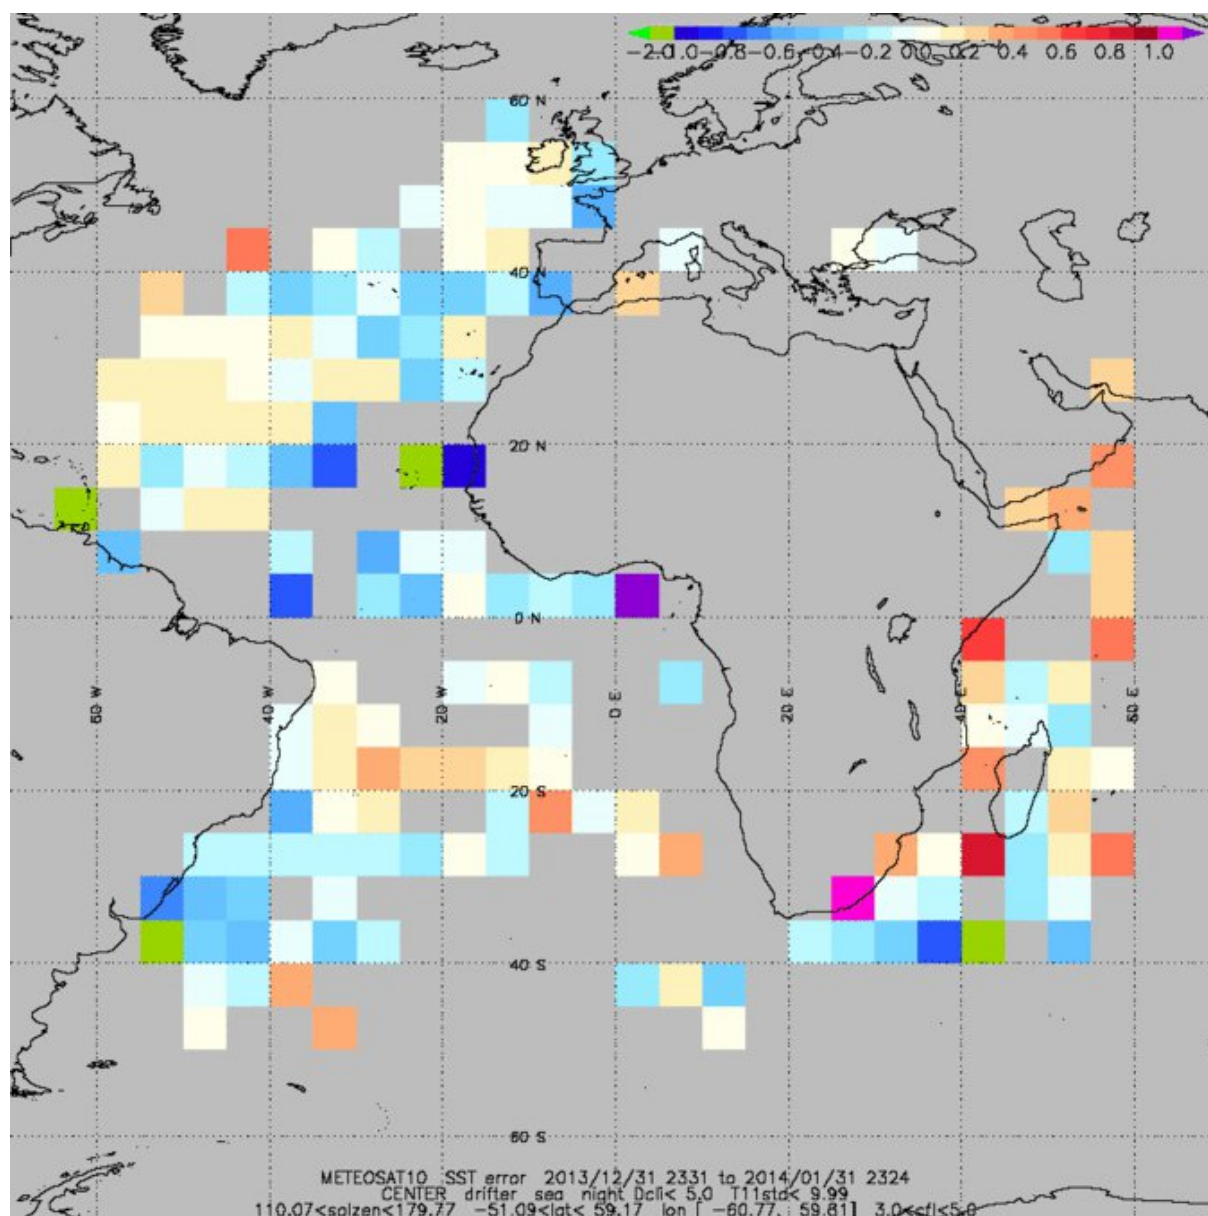 -2.0 -1.0 -0.8 -0.6 -0.4 -0.2 0.0 0.2 0.4 0.6 0.8 1.0
60 N
40 N
20 N
0 N
60 W 40 W 20 W 0 E 20 E 40 E 60 E
20 S
40 S
60 S
METEOSAT10 SST error 2013/12/31 2331 to 2014/01/31 2324
CENTER drifter sea night Dcli< 5.0 T11std< 9.99
110.07<solzen<179.77 -51.09<lat< 59.17 lon [ -60.77, 59.81] 3.0<cfl<5.0